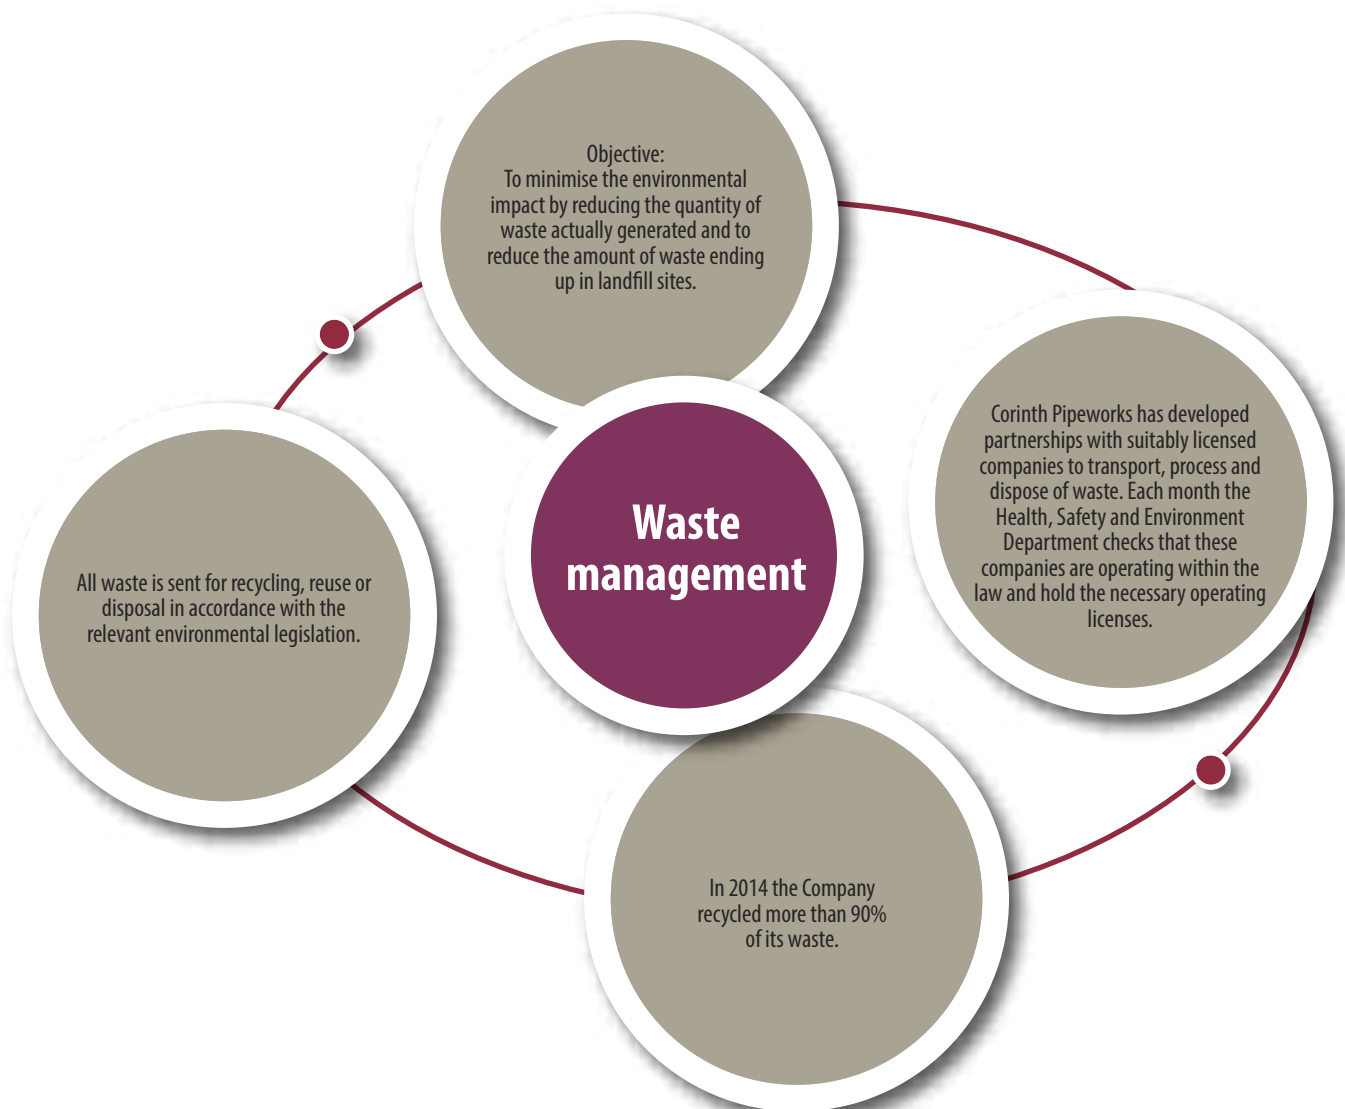 Objective:
To minimise the environmental
impact by reducing the quantity of
waste actually generated and to
reduce the amount of waste ending
up in landfill sites.
Corinth Pipeworks has developed
partnerships with suitably licensed
companies to transport, process and
dispose of waste. Each month the
Health, Safety and Environment
Department checks that these
companies are operating within the
law and hold the necessary operating
licenses.
Waste
management
All waste is sent for recycling, reuse or
disposal in accordance with the
relevant environmental legislation.
In 2014 the Company
recycled more than 90%
of its waste.